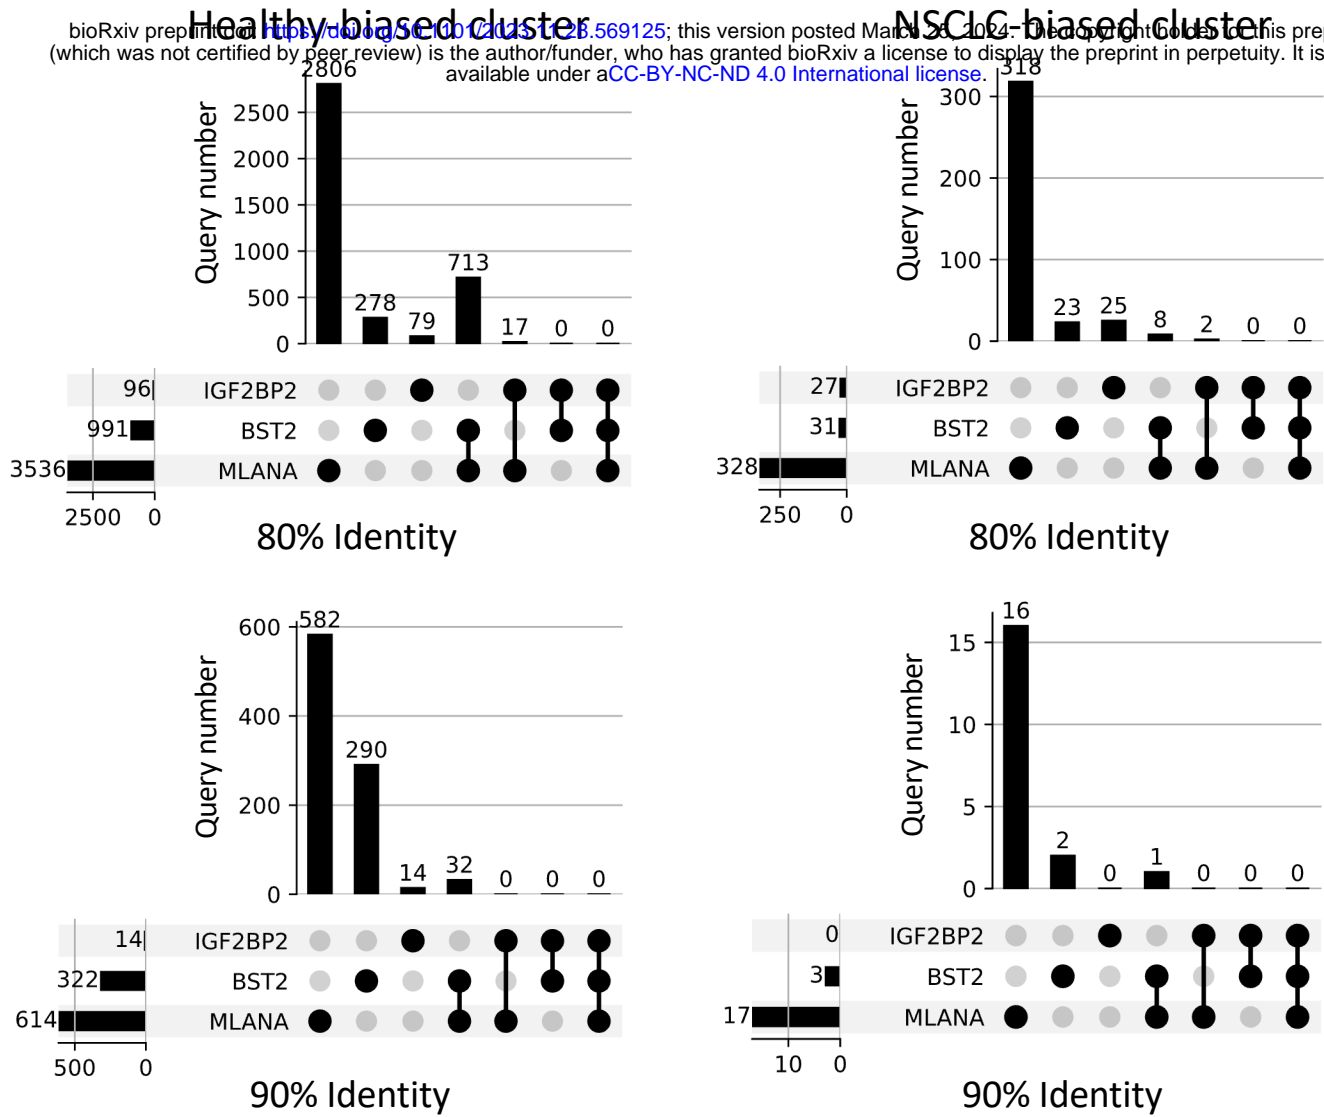 Healthy-biased cluster
NSCLC-biased cluster
bioRxiv preprint doi: https://doi.org/10.1101/2023.11.28.569125; this version posted March 25, 2024. The copyright holder for this pre
(which was not certified by peer review) is the author/funder, who has granted bioRxiv a license to display the preprint in perpetuity. It is
available under aCC-BY-NC-ND 4.0 International license.
Query number
2500
2000
1500
1000
500
0
2806
278
79
713
17
0
0
96
991
3536
IGF2BP2
BST2
MLANA
2500 0
80% Identity
Query number
300
200
100
0
318
23
25
8
2
0
0
27
31
328
IGF2BP2
BST2
MLANA
250 0
80% Identity
Query number
600
400
200
0
582
290
14
32
0
0
0
14
322
614
IGF2BP2
BST2
MLANA
500 0
90% Identity
Query number
15
10
5
0
16
2
0
1
0
0
0
0
3
17
IGF2BP2
BST2
MLANA
10 0
90% Identity